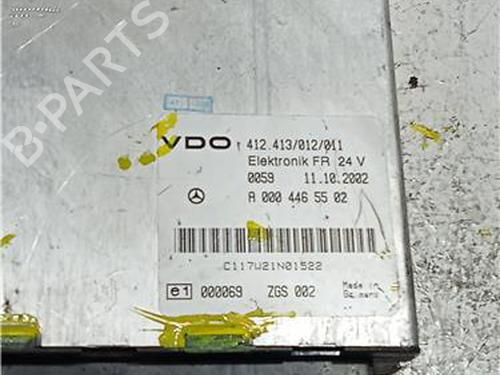 B-PARTS
VDO 412.413/012/011
Elektronik FR 24 V
0059 11.10.2002
A 000 446 55 02
C117W21N01522
e1 000069 ZGS 002
Made in
Germany